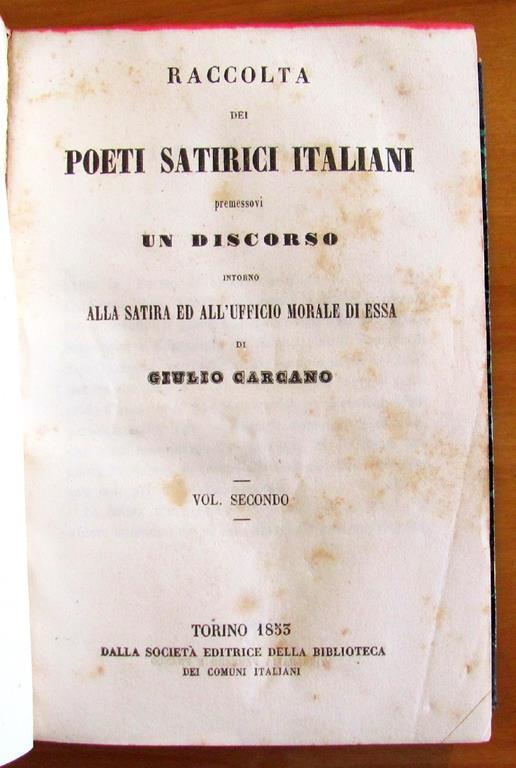 RACCOLTA
DEI
POETI SATIRICI ITALIANI
premessovi
UN DISCORSO
INTORNO
ALLA SATIRA ED ALL'UFFICIO MORALE DI ESSA
DI
GIULIO CARCANO
VOL. SECONDO
TORINO 1853
DALLA SOCIETÀ EDITRICE DELLA BIBLIOTECA
DEI COMUNI ITALIANI